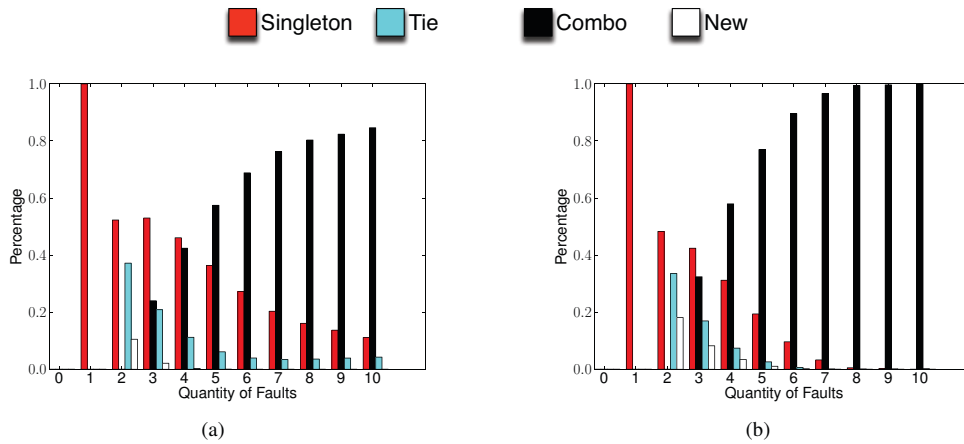 Singleton Tie Combo New
1.0
0.8
0.6
0.4
0.2
0.0
Percentage
0 1 2 3 4 5 6 7 8 9 10
Quantity of Faults
(a)
1.0
0.8
0.6
0.4
0.2
0.0
Percentage
0 1 2 3 4 5 6 7 8 9 10
Quantity of Faults
(b)